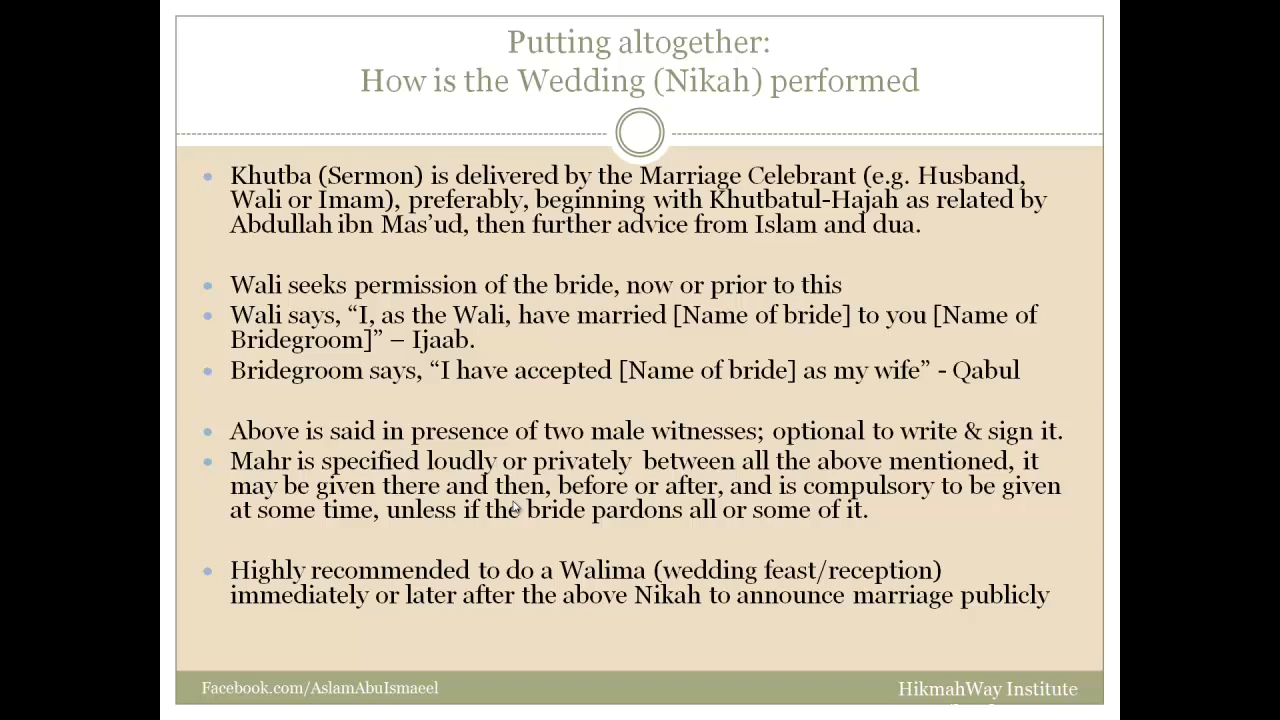 Putting altogether:
How is the Wedding (Nikah) performed
• Khutba (Sermon) is delivered by the Marriage Celebrant (e.g. Husband,
Wali or Imam), preferably, beginning with Khutbatul-Hajah as related by
Abdullah ibn Mas’ud, then further advice from Islam and dua.
• Wali seeks permission of the bride, now or prior to this
• Wali says, “I, as the Wali, have married [Name of bride] to you [Name of
Bridegroom]” – Ijaab.
• Bridegroom says, “I have accepted [Name of bride] as my wife” - Qabul
• Above is said in presence of two male witnesses; optional to write & sign it.
• Mahr is specified loudly or privately between all the above mentioned, it
may be given there and then, before or after, and is compulsory to be given
at some time, unless if the bride pardons all or some of it.
• Highly recommended to do a Walima (wedding feast/reception)
immediately or later after the above Nikah to announce marriage publicly
Facebook.com/AslamAbuIsmaeel
HikmahWay Institute